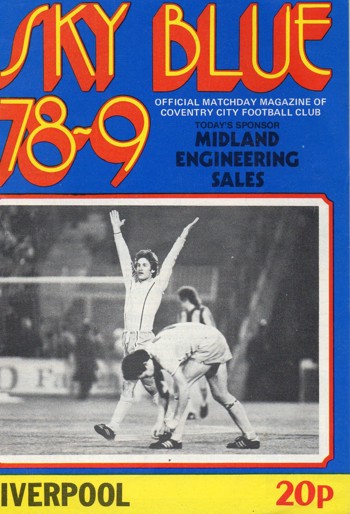 SKY BLUE
78-9
OFFICIAL MATCHDAY MAGAZINE OF
COVENTRY CITY FOOTBALL CLUB
TODAY'S SPONSOR
MIDLAND
ENGINEERING
SALES
IVERPOOL
20p